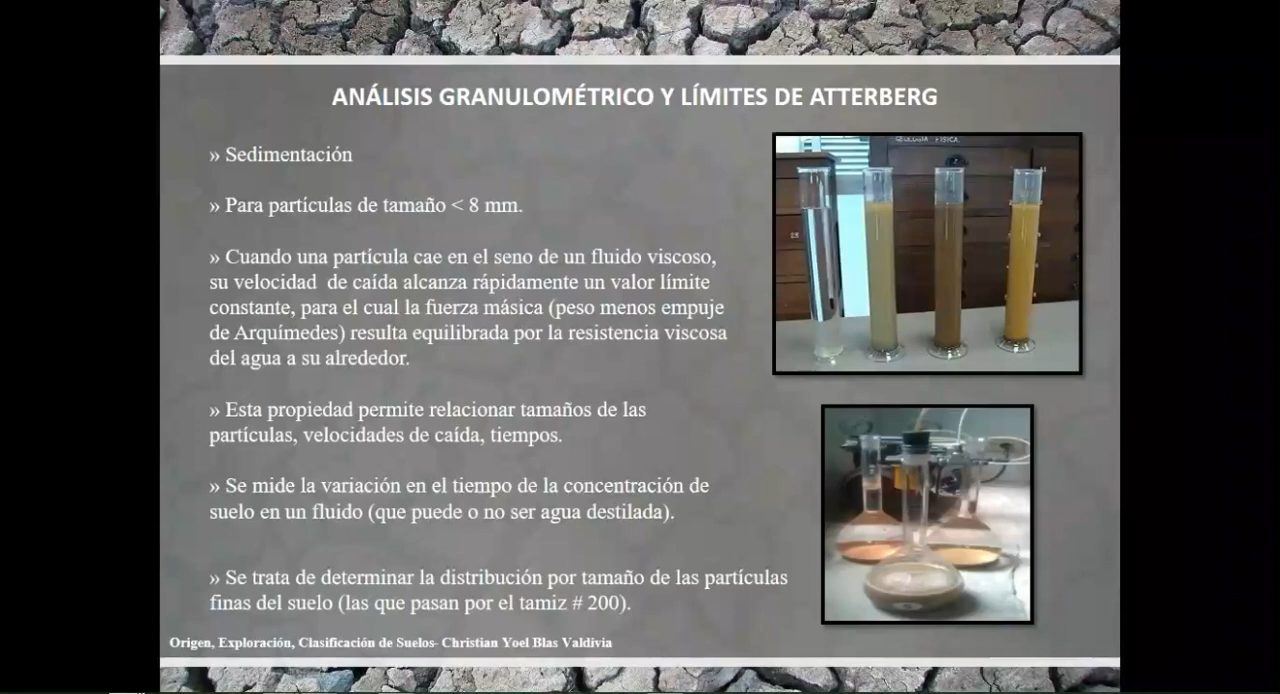 ANÁLISIS GRANULOMÉTRICO Y LÍMITES DE ATTERBERG
» Sedimentación
» Para partículas de tamaño < 8 mm.
» Cuando una partícula cae en el seno de un fluido viscoso,
su velocidad de caída alcanza rápidamente un valor límite
constante, para el cual la fuerza másica (peso menos empuje
de Arquímedes) resulta equilibrada por la resistencia viscosa
del agua a su alrededor.
» Esta propiedad permite relacionar tamaños de las
partículas, velocidades de caída, tiempos.
» Se mide la variación en el tiempo de la concentración de
suelo en un fluido (que puede o no ser agua destilada).
» Se trata de determinar la distribución por tamaño de las partículas
finas del suelo (las que pasan por el tamiz # 200).
Origen, Exploración, Clasificación de Suelos- Christian Yoel Blas Valdivia
GEOLOGIA FISICA.